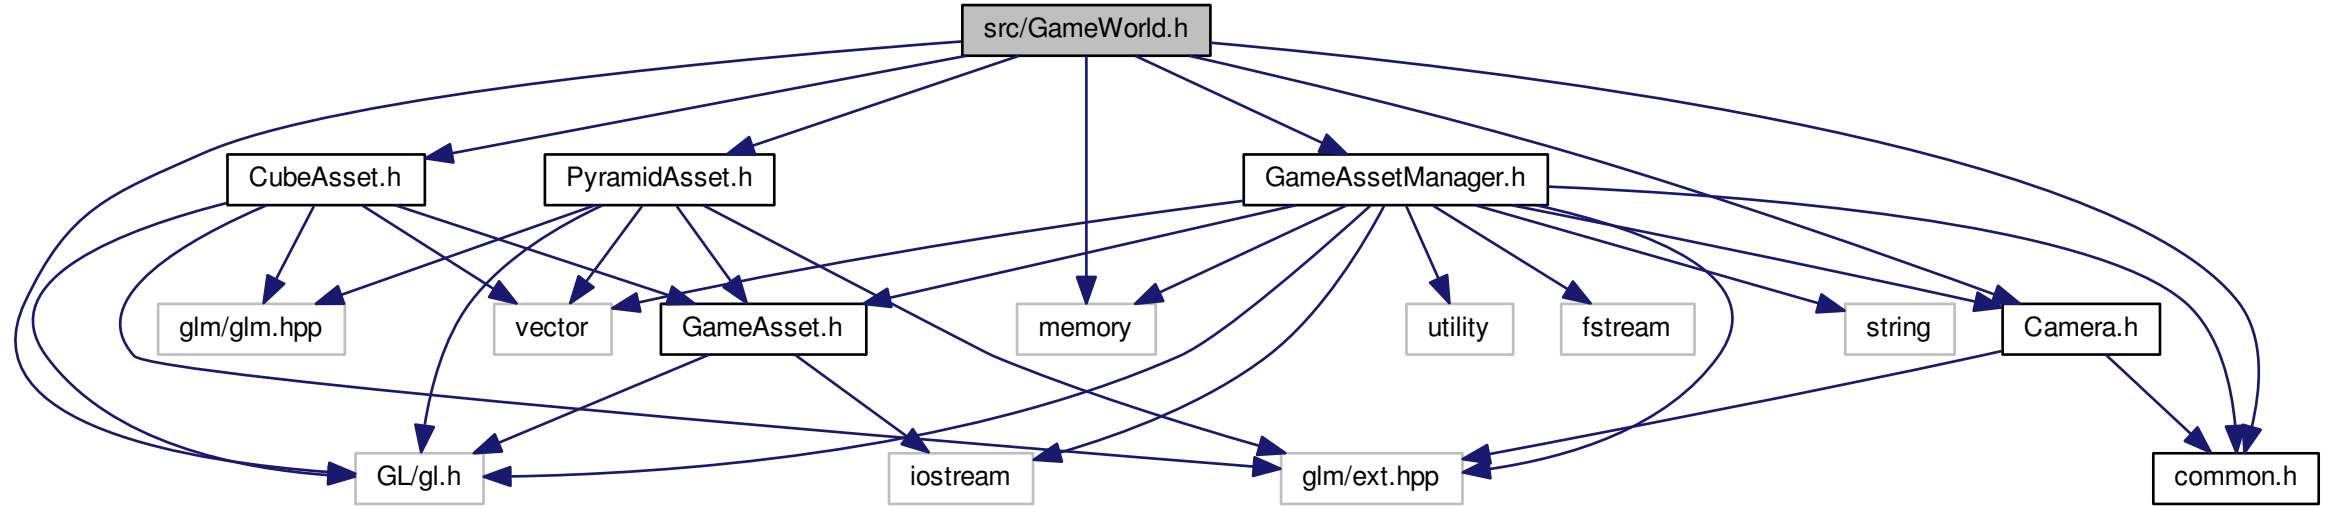 src/GameWorld.h
CubeAsset.h
PyramidAsset.h
GameAssetManager.h
glm/glm.hpp
vector
GameAsset.h
memory
utility
fstream
string
Camera.h
GL/gl.h
iostream
glm/ext.hpp
common.h